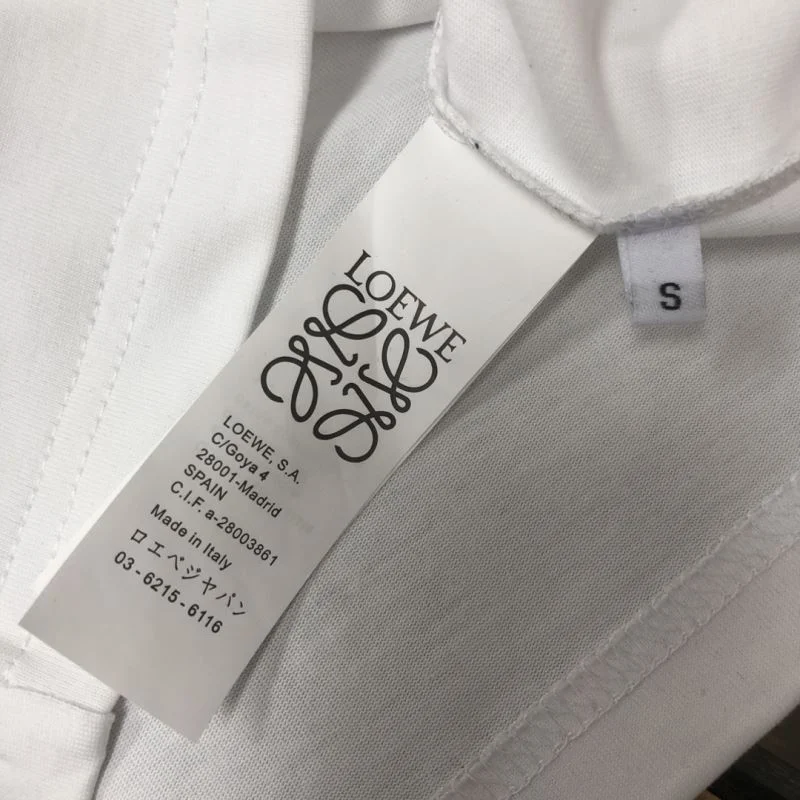 LOEWE
LOEWE, S.A.
C/Goya 4
28001-Madrid
SPAIN
C.I.F. a-28003861
Made in Italy
ロエベジャパン
03-6215-6116
S